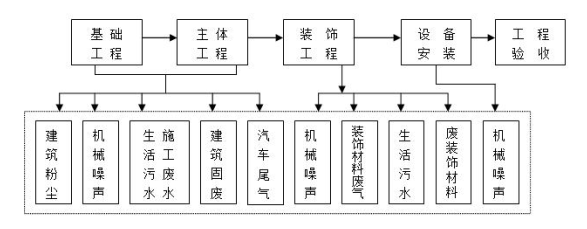 基础
工程
主体
工程
装饰
工程
设备
安装
工程
验收
建筑粉尘
机械噪声
施工废水
生活污水
建筑固废
汽车尾气
机械噪声
装饰材料废气
生活污水
废装饰材料
机械噪声